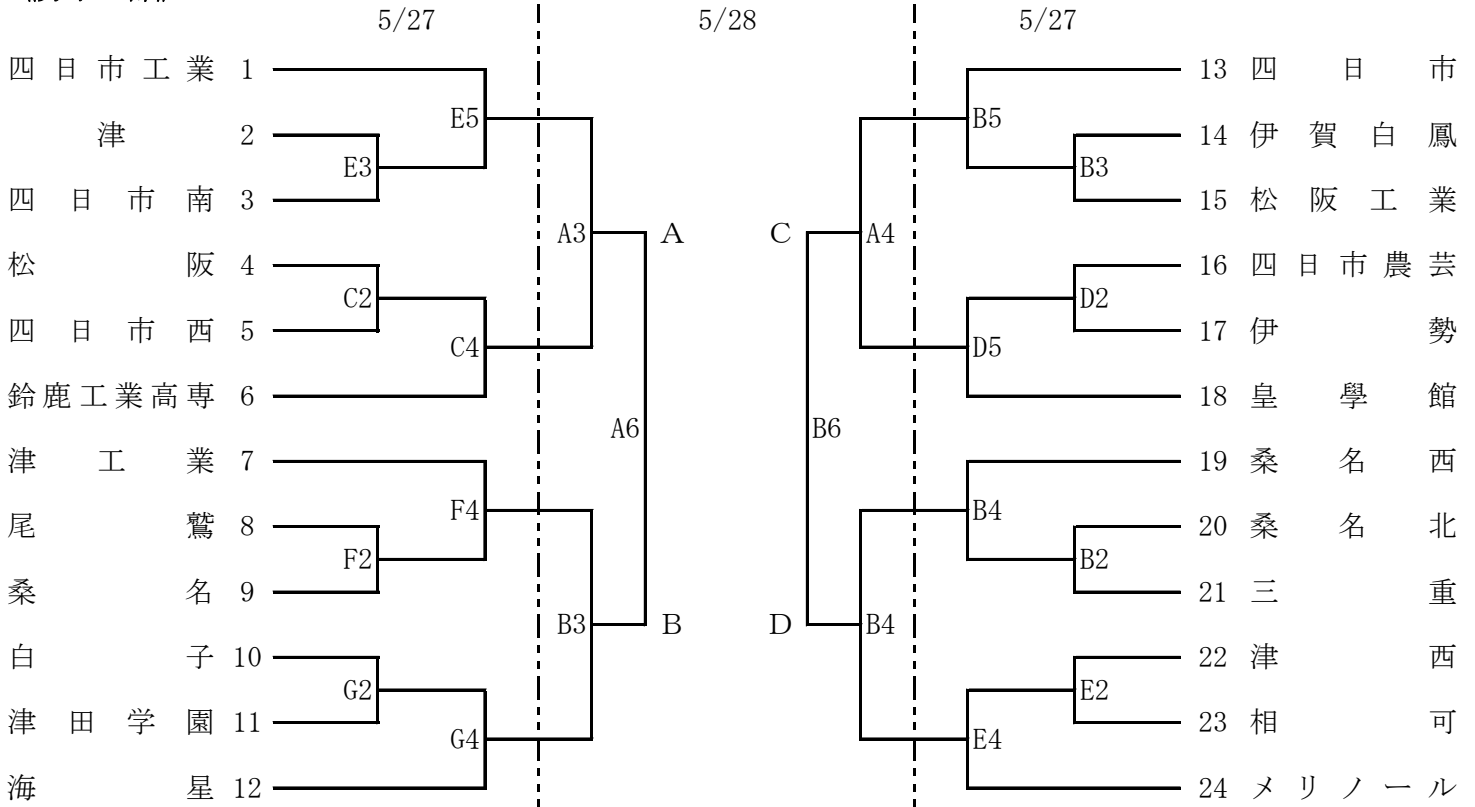 5/27 5/28 5/27
四日市工業 1 13 四日市
E5 B5
津 2 14 伊賀白鳳
E3 B3
四日市南 3 15 松阪工業
A3 A C A4
松阪 4 16 四日市農芸
C2 D2
四日市西 5 17 伊勢
C4 D5
鈴鹿工業高専 6 18 皇學館
A6 B6
津工業 7 19 桑名西
F4 B4
尾鷲 8 20 桑名北
F2 B2
桑名 9 21 三重
B3 B D B4
白子 10 22 津西
G2 E2
津田学園 11 23 相可
G4 E4
海星 12 24 メリノール